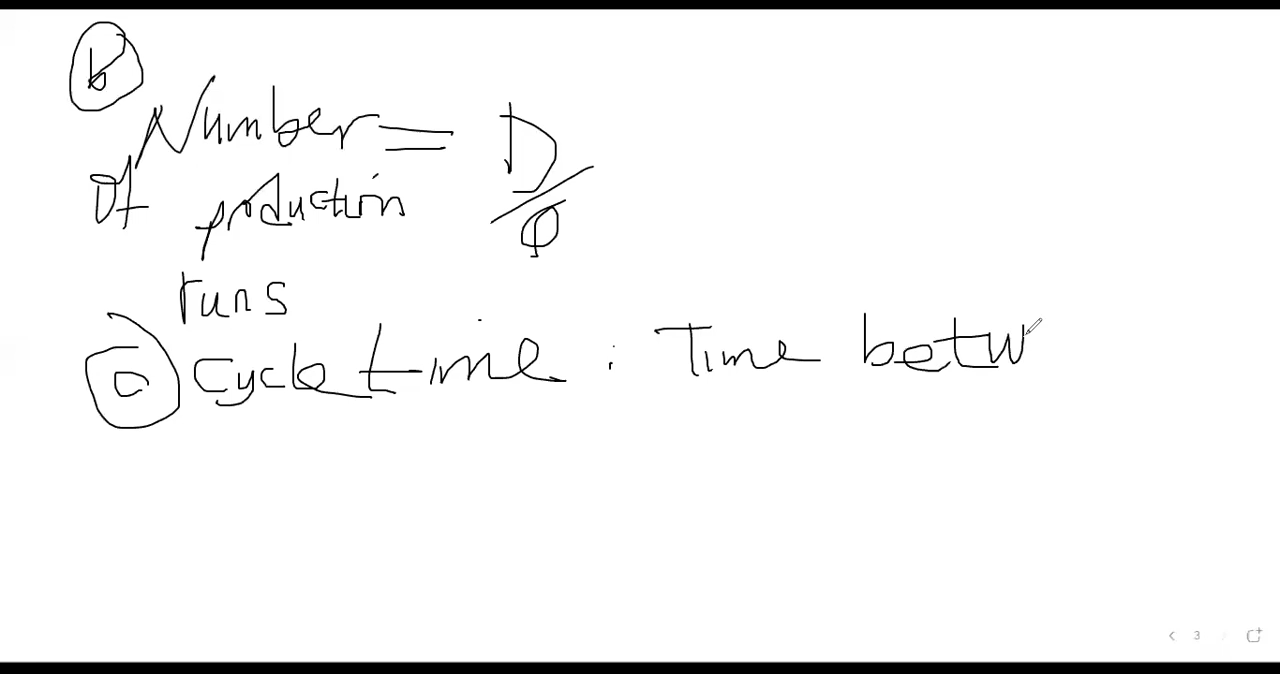 b
Number = D/Q
of production
runs
c Cycle time : Time betw
3